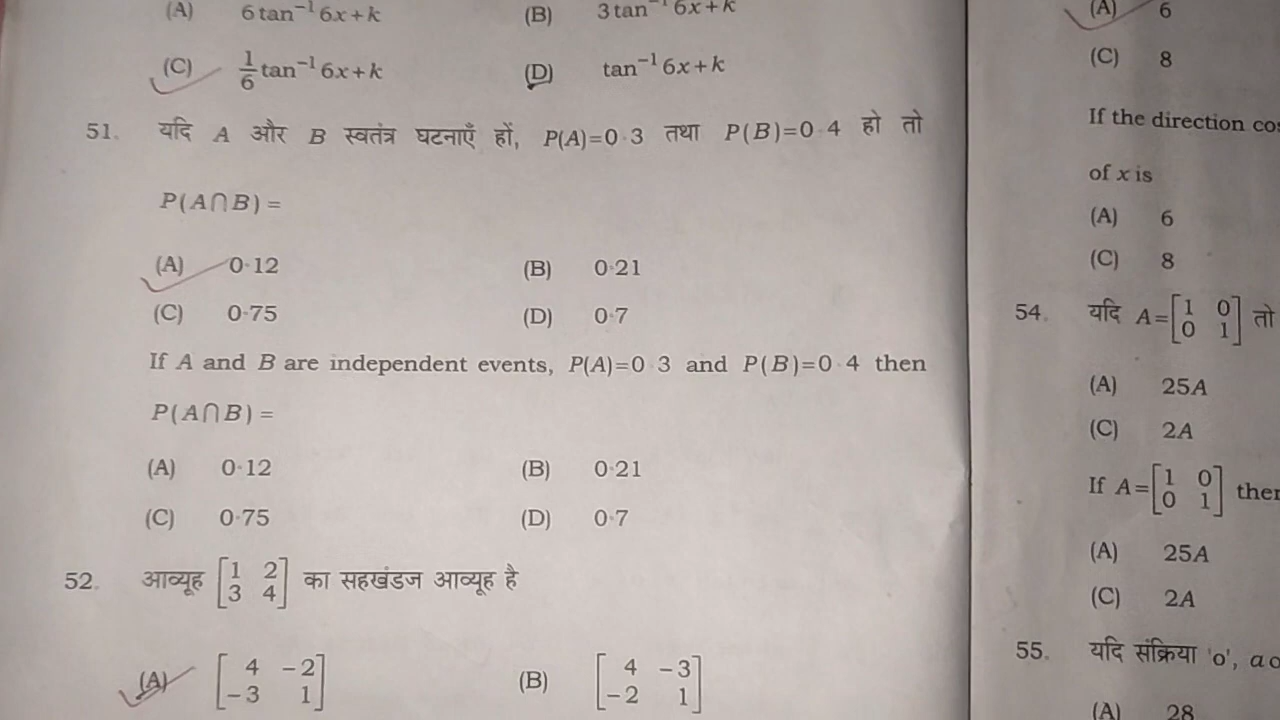 (A) 6 tan⁻¹ 6x + k (B) 3 tan⁻¹ 6x + k
(C) 1/6 tan⁻¹ 6x + k (D) tan⁻¹ 6x + k
51. यदि A और B स्वतंत्र घटनाएँ हों, P(A)=0·3 तथा P(B)=0·4 हो तो
P(A∩B) =
(A) 0·12 (B) 0·21
(C) 0·75 (D) 0·7
If A and B are independent events, P(A)=0·3 and P(B)=0·4 then
P(A∩B) =
(A) 0·12 (B) 0·21
(C) 0·75 (D) 0·7
52. आव्यूह [1 2
3 4] का सहखंडज आव्यूह है
(A) [4 −2 (B) [4 −3
−3 1] −2 1]
(A) 6
(C) 8
If the direction cos
of x is
(A) 6
(C) 8
54. यदि A=[1 0
0 1] तो
(A) 25A
(C) 2A
If A=[1 0
0 1] then
(A) 25A
(C) 2A
55. यदि संक्रिया 'o', a o
(A) 28